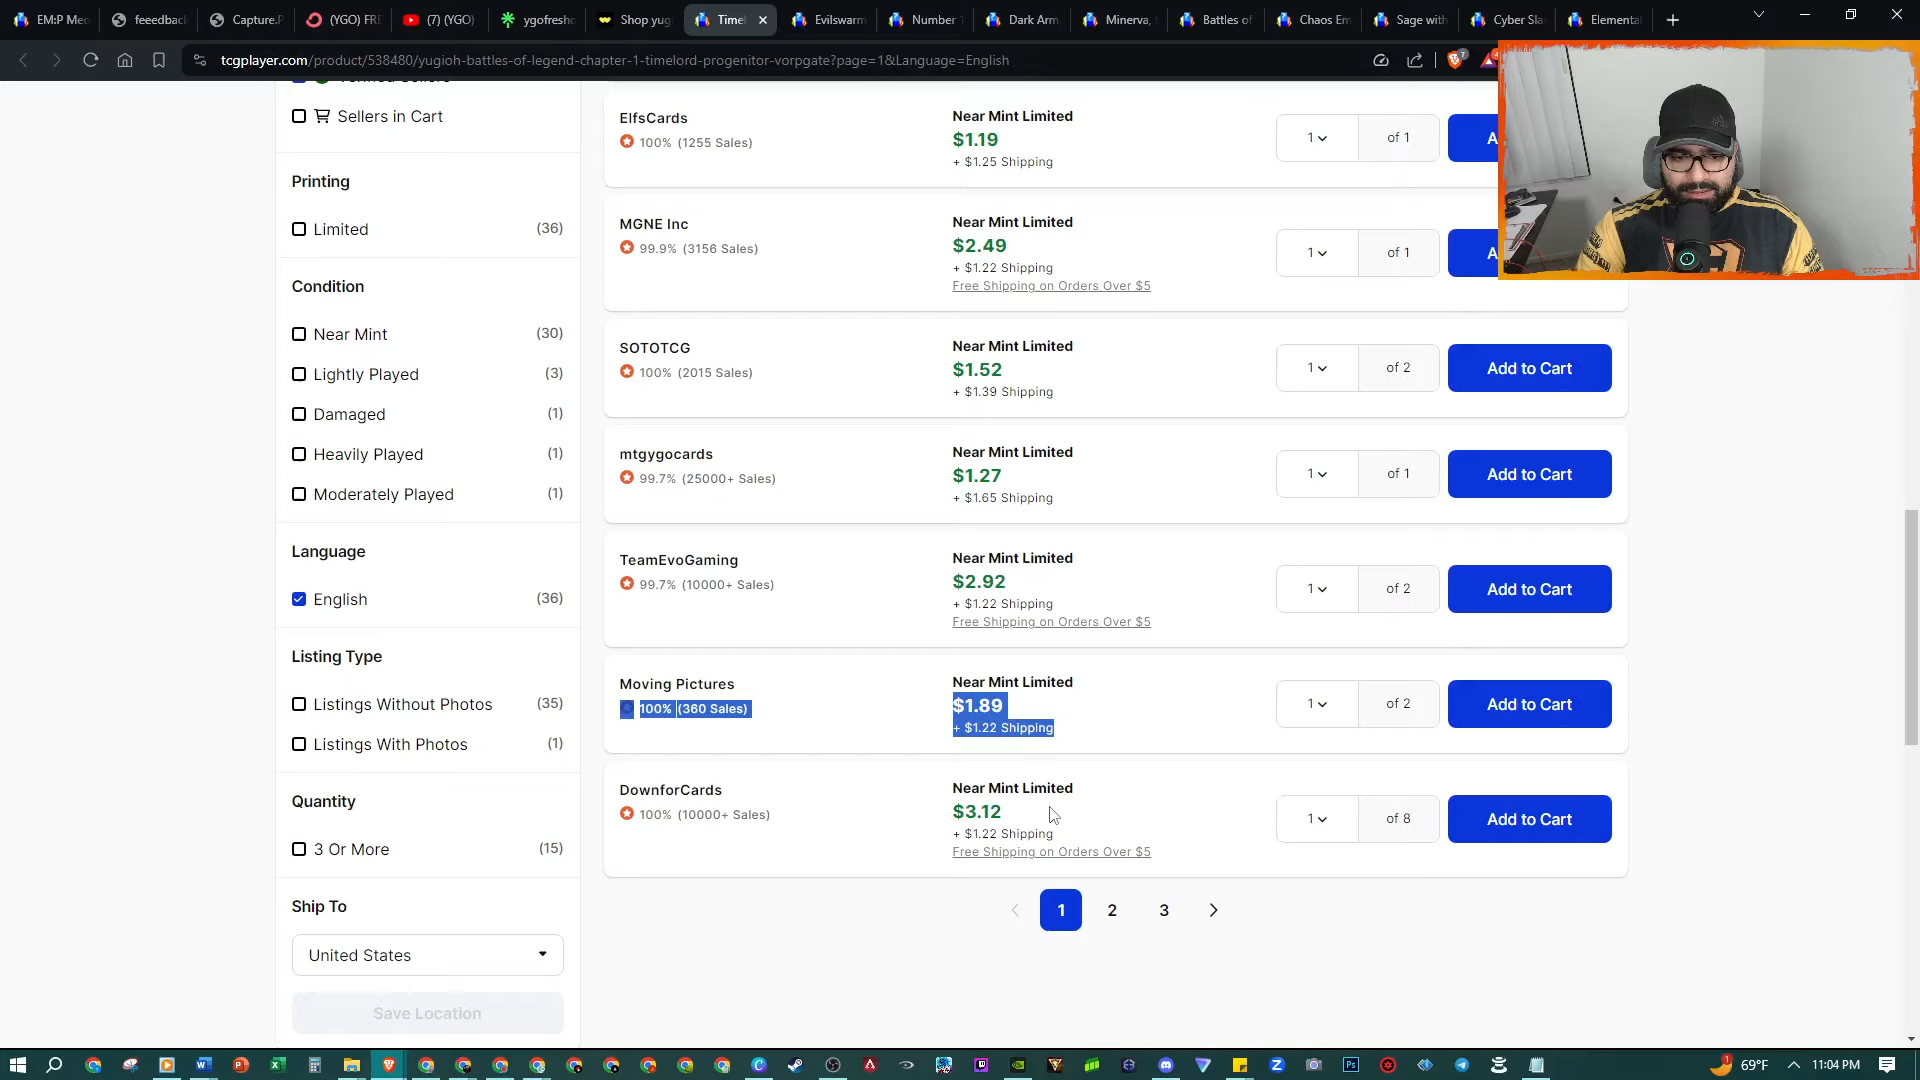 EM:P Me
feeedbac
Capture.P
(YGO) FR
(7) (YGO)
ygofresho
Shop yug
Timel
Evilswarm
Number
Dark Arm
Minerva,
Battles of
Chaos Em
Sage with
Cyber Sla
Elementa
tcgplayer.com/product/538480/yugioh-battles-of-legend-chapter-1-timelord-progenitor-vorpgate?page=1&Language=English
Verified Sellers
Sellers in Cart
Printing
Limited (36)
Condition
Near Mint (30)
Lightly Played (3)
Damaged (1)
Heavily Played (1)
Moderately Played (1)
Language
English (36)
Listing Type
Listings Without Photos (35)
Listings With Photos (1)
Quantity
3 Or More (15)
Ship To
United States
Save Location
ElfsCards
100% (1255 Sales)
Near Mint Limited
$1.19
+ $1.25 Shipping
1 of 1
A
MGNE Inc
99.9% (3156 Sales)
Near Mint Limited
$2.49
+ $1.22 Shipping
Free Shipping on Orders Over $5
1 of 1
A
SOTOTCG
100% (2015 Sales)
Near Mint Limited
$1.52
+ $1.39 Shipping
1 of 2
Add to Cart
mtgygocards
99.7% (25000+ Sales)
Near Mint Limited
$1.27
+ $1.65 Shipping
1 of 1
Add to Cart
TeamEvoGaming
99.7% (10000+ Sales)
Near Mint Limited
$2.92
+ $1.22 Shipping
Free Shipping on Orders Over $5
1 of 2
Add to Cart
Moving Pictures
100% (360 Sales)
Near Mint Limited
$1.89
+ $1.22 Shipping
1 of 2
Add to Cart
DownforCards
100% (10000+ Sales)
Near Mint Limited
$3.12
+ $1.22 Shipping
Free Shipping on Orders Over $5
1 of 8
Add to Cart
1 2 3
69°F
11:04 PM